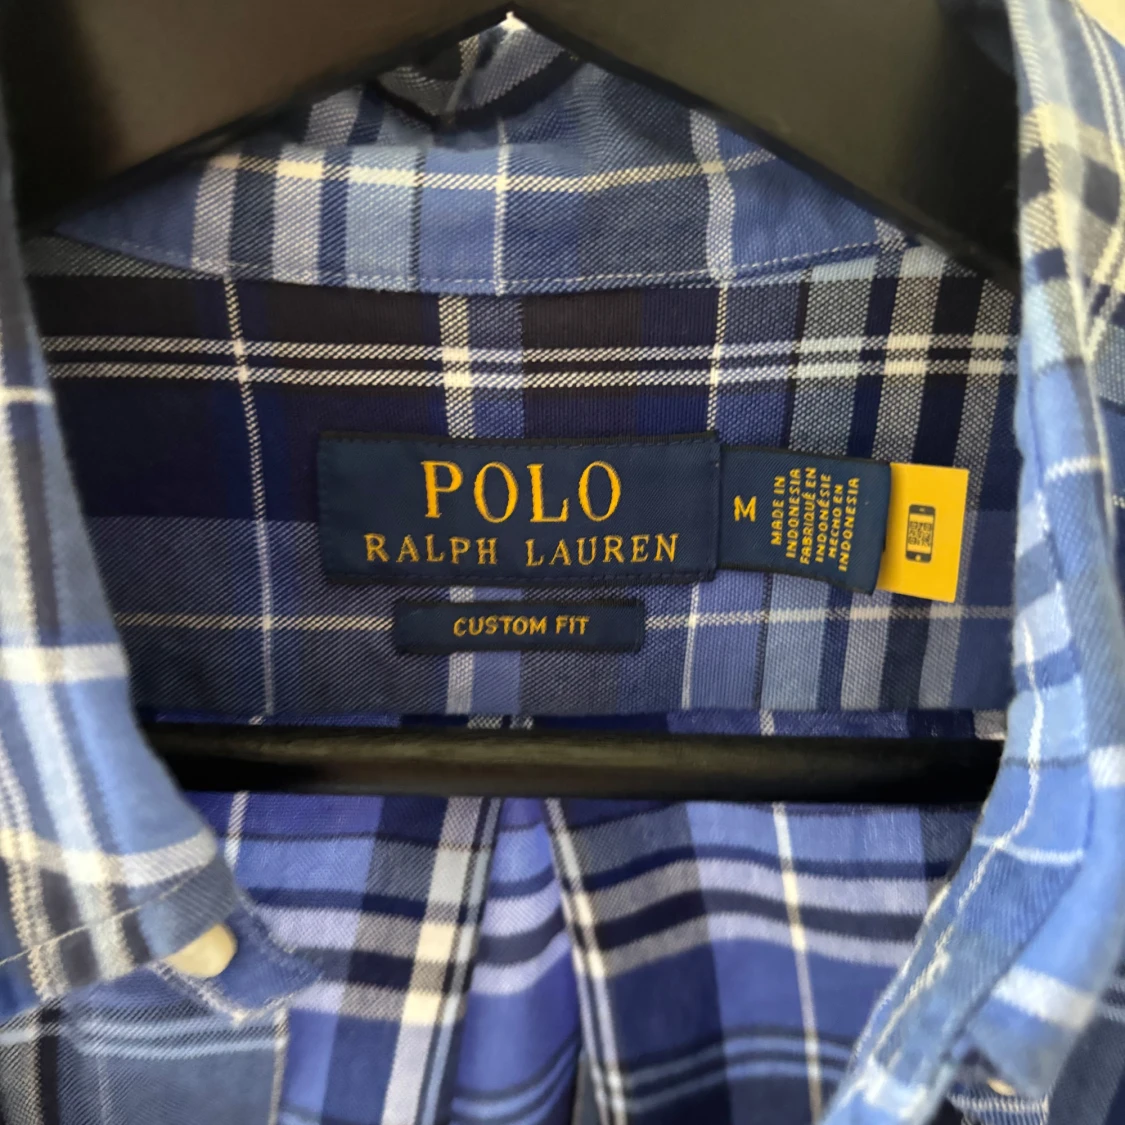 POLO
RALPH LAUREN
CUSTOM FIT
M
MADE IN
INDONESIA
FABRIQUÉ EN
INDONÉSIE
HECHO EN
INDONESIA